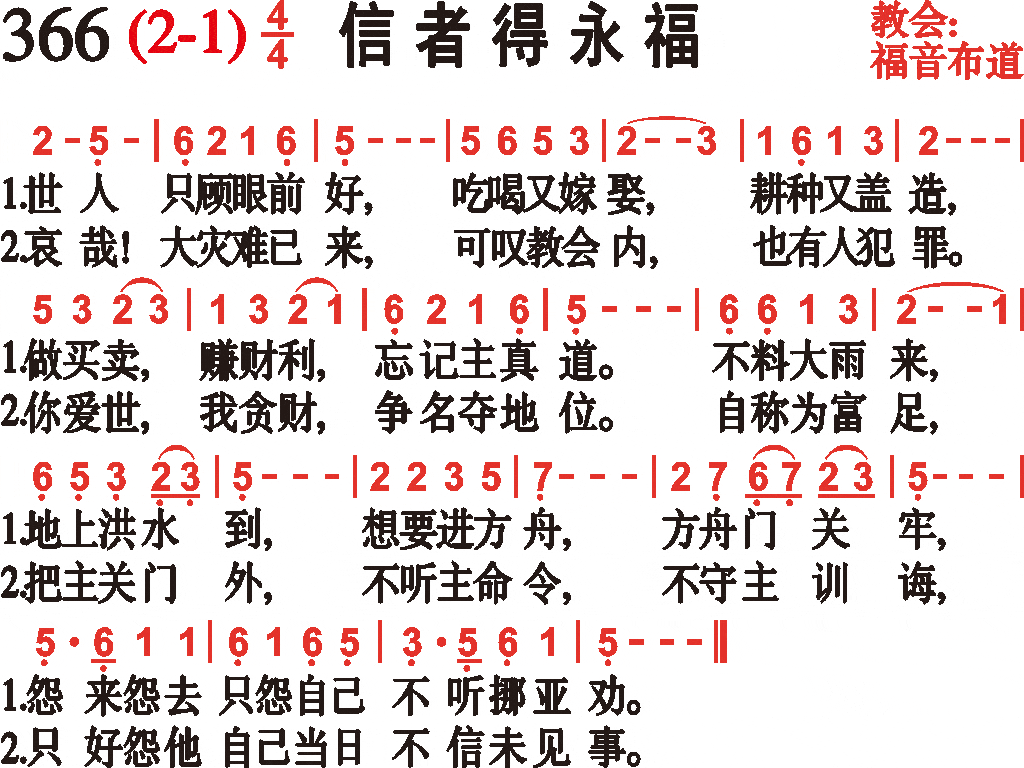 366 (2-1) 4/4 信者得永福 教会:
福音布道
2 - 5 - | 6 2 1 6 | 5 - - - | 5 6 5 3 | 2 - - 3 | 1 6 1 3 | 2 - - - |
1.世 人 只顾眼前 好, 吃喝又嫁 娶, 耕种又盖 造,
2.哀 哉! 大灾难已 来, 可叹教会 内, 也有人犯 罪。
5 3 2 3 | 1 3 2 1 | 6 2 1 6 | 5 - - - | 6 6 1 3 | 2 - - 1 |
1.做买卖, 赚财利, 忘记主真 道。 不料大雨 来,
2.你爱世, 我贪财, 争名夺地 位。 自称为富 足,
6 5 3 2 3 | 5 - - - | 2 2 3 5 | 7 - - - | 2 7 6 7 2 3 | 5 - - - |
1.地上洪水 到, 想要进方 舟, 方舟门 关 牢,
2.把主关门 外, 不听主命 令, 不守主 训 诲,
5 · 6 1 1 | 6 1 6 5 | 3 · 5 6 1 | 5 - - - ‖
1.怨 来怨去 只怨自己 不 听挪亚 劝。
2.只 好怨他 自己当日 不 信未见 事。